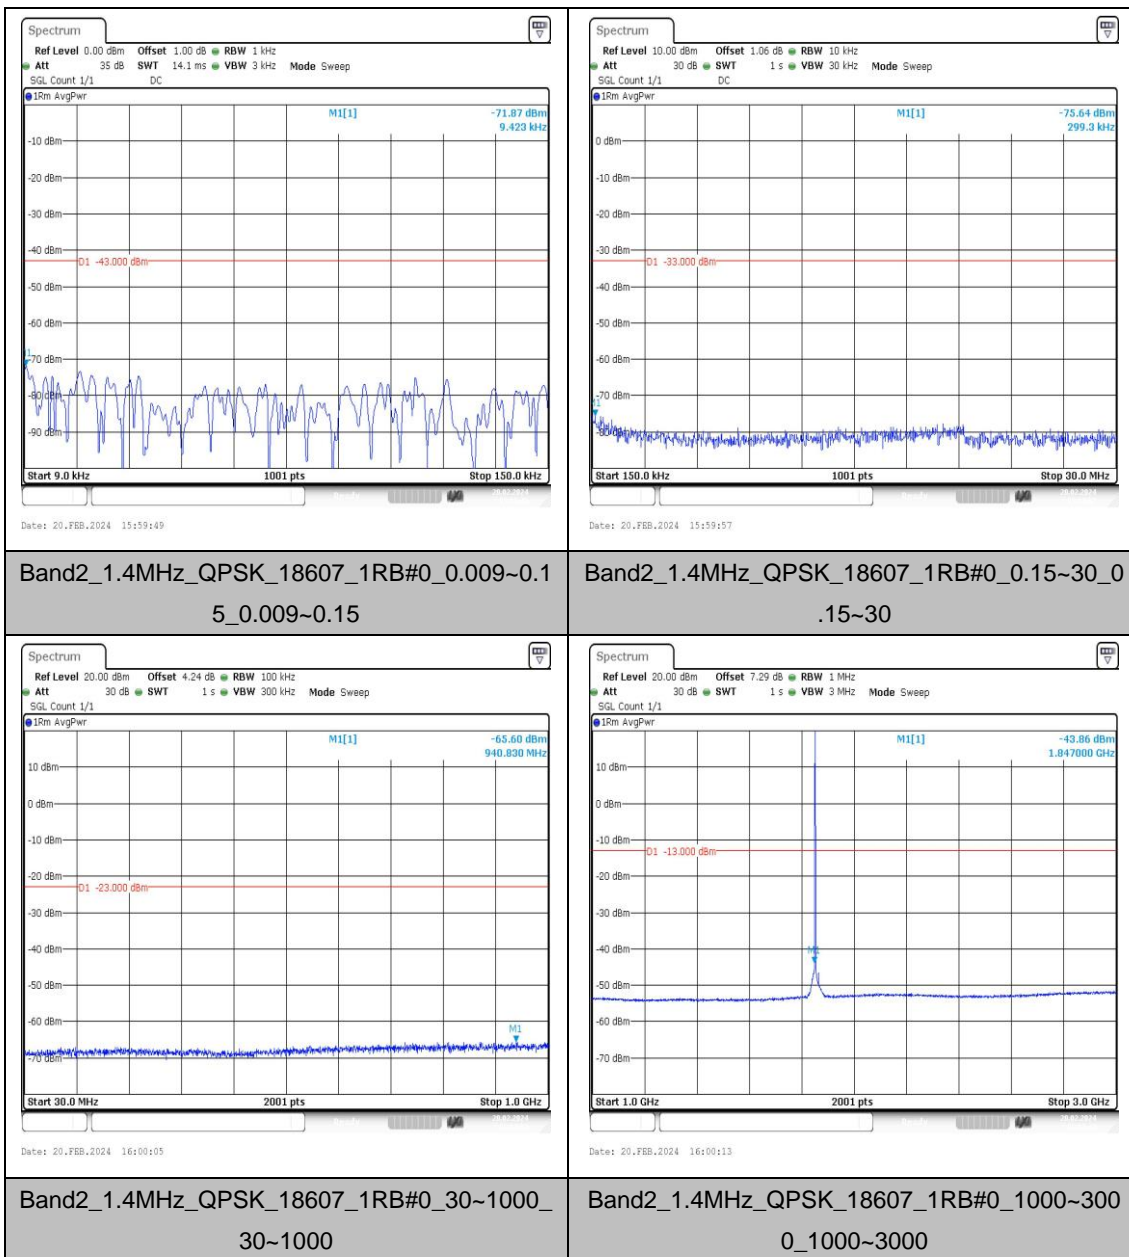 Spectrum
Ref Level 0.00 dBm Offset 1.00 dB RBW 1 kHz
Att 35 dB SWT 14.1 ms VBW 3 kHz Mode Sweep
SGL Count 1/1 DC
1Rm AvgPwr
M1[1] -71.87 dBm
9.423 kHz
-10 dBm
-20 dBm
-30 dBm
-40 dBm
D1 -43.000 dBm
-50 dBm
-60 dBm
-70 dBm
-80 dBm
-90 dBm
Start 9.0 kHz 1001 pts Stop 150.0 kHz
Date: 20.FEB.2024 15:59:49
Band2_1.4MHz_QPSK_18607_1RB#0_0.009~0.1
5_0.009~0.15
Spectrum
Ref Level 10.00 dBm Offset 1.06 dB RBW 10 kHz
Att 30 dB SWT 1 s VBW 30 kHz Mode Sweep
SGL Count 1/1 DC
1Rm AvgPwr
M1[1] -75.64 dBm
299.3 kHz
0 dBm
-10 dBm
-20 dBm
-30 dBm
D1 -33.000 dBm
-40 dBm
-50 dBm
-60 dBm
-70 dBm
-80 dBm
Start 150.0 kHz 1001 pts Stop 30.0 MHz
Date: 20.FEB.2024 15:59:57
Band2_1.4MHz_QPSK_18607_1RB#0_0.15~30_0
.15~30
Spectrum
Ref Level 20.00 dBm Offset 4.24 dB RBW 100 kHz
Att 30 dB SWT 1 s VBW 300 kHz Mode Sweep
SGL Count 1/1
1Rm AvgPwr
M1[1] -65.60 dBm
940.830 MHz
10 dBm
0 dBm
-10 dBm
-20 dBm
D1 -23.000 dBm
-30 dBm
-40 dBm
-50 dBm
-60 dBm
M1
-70 dBm
Start 30.0 MHz 2001 pts Stop 1.0 GHz
Date: 20.FEB.2024 16:00:05
Band2_1.4MHz_QPSK_18607_1RB#0_30~1000_
30~1000
Spectrum
Ref Level 20.00 dBm Offset 7.29 dB RBW 1 MHz
Att 30 dB SWT 1 s VBW 3 MHz Mode Sweep
SGL Count 1/1
1Rm AvgPwr
M1[1] -43.86 dBm
1.847000 GHz
10 dBm
0 dBm
-10 dBm
D1 -13.000 dBm
-20 dBm
-30 dBm
-40 dBm
M1
-50 dBm
-60 dBm
-70 dBm
Start 1.0 GHz 2001 pts Stop 3.0 GHz
Date: 20.FEB.2024 16:00:13
Band2_1.4MHz_QPSK_18607_1RB#0_1000~300
0_1000~3000